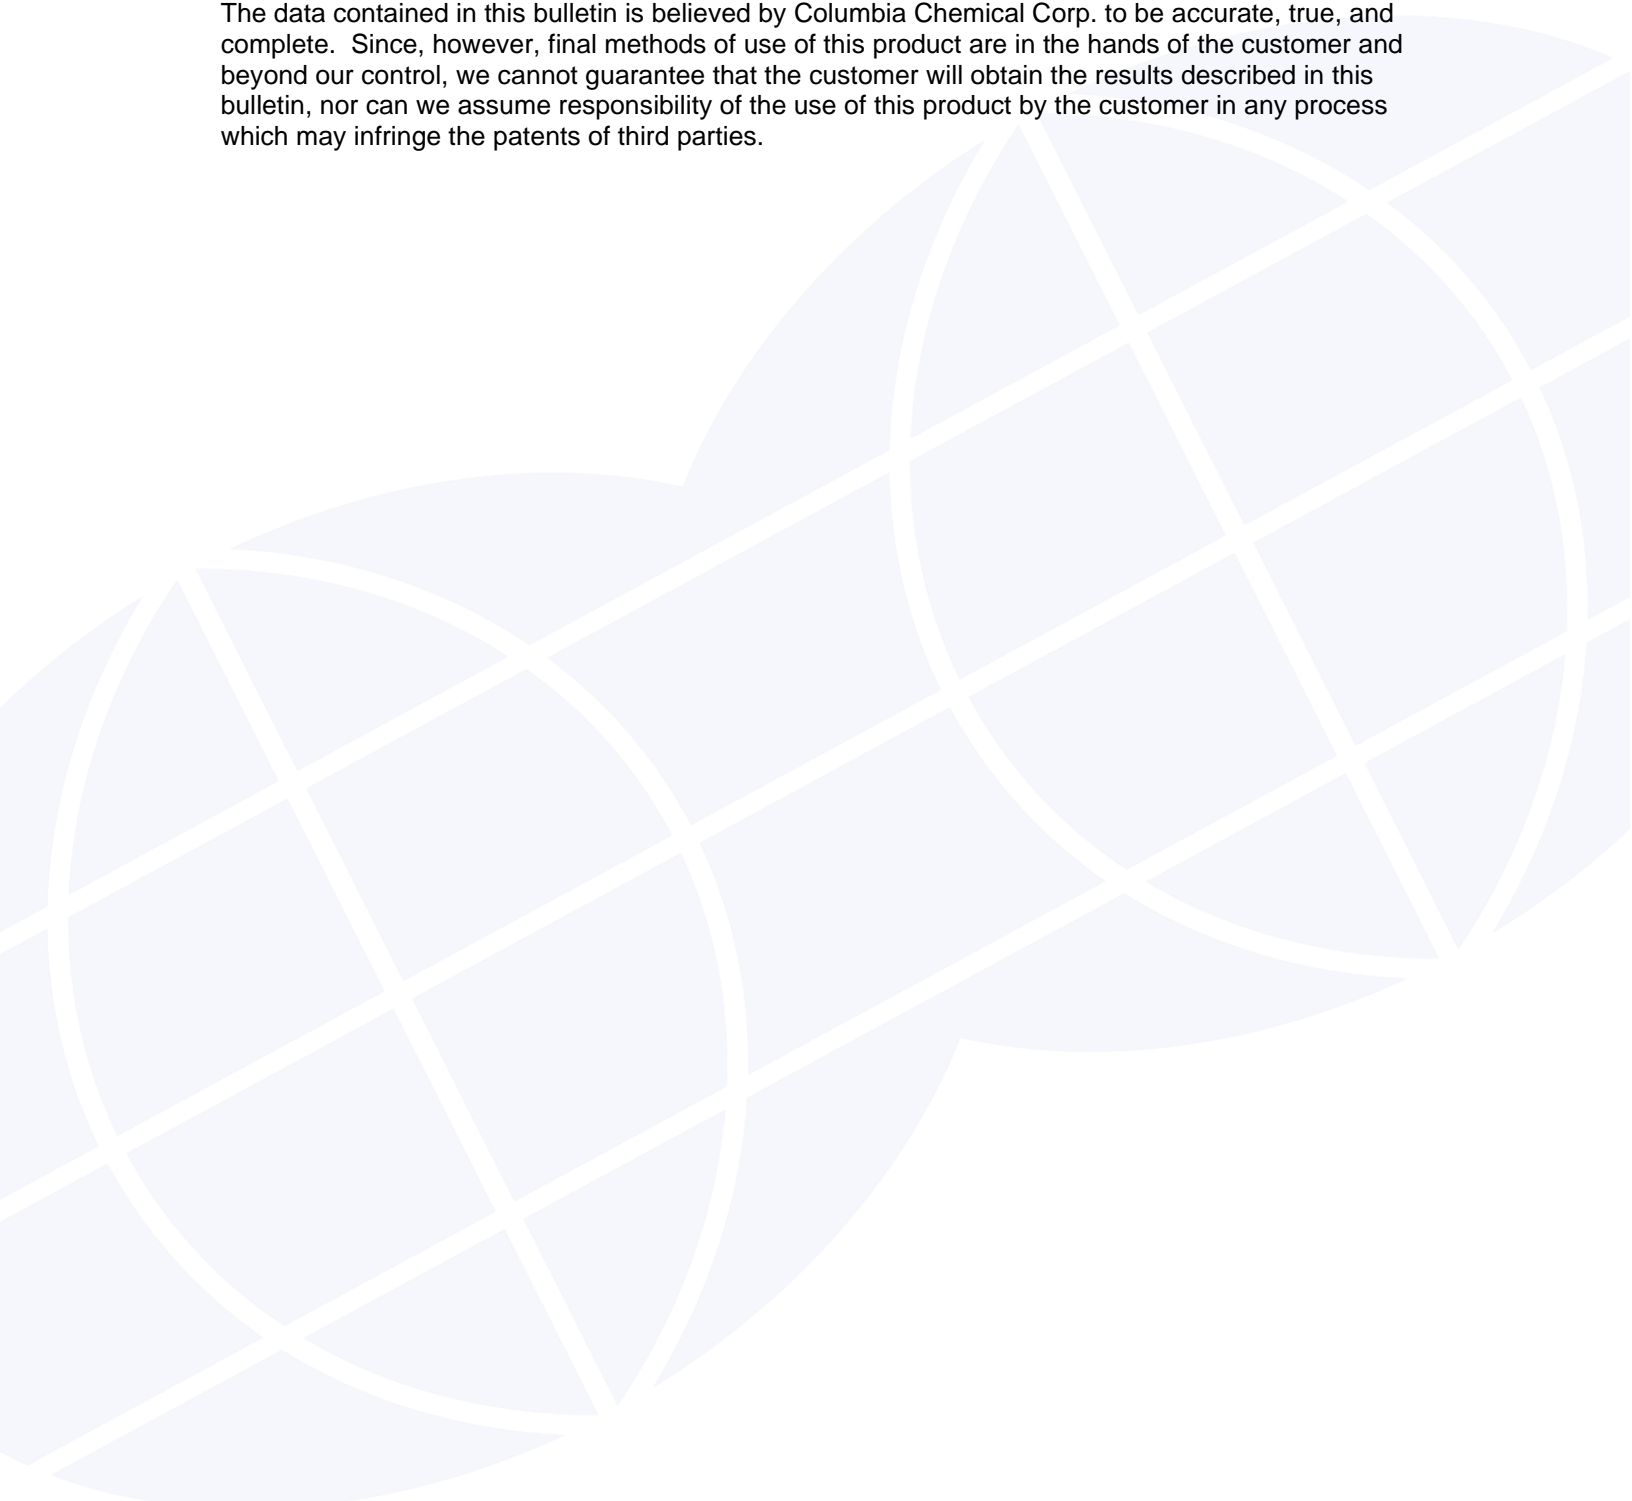 The data contained in this bulletin is believed by Columbia Chemical Corp. to be accurate, true, and
complete.  Since, however, final methods of use of this product are in the hands of the customer and
beyond our control, we cannot guarantee that the customer will obtain the results described in this
bulletin, nor can we assume responsibility of the use of this product by the customer in any process
which may infringe the patents of third parties.